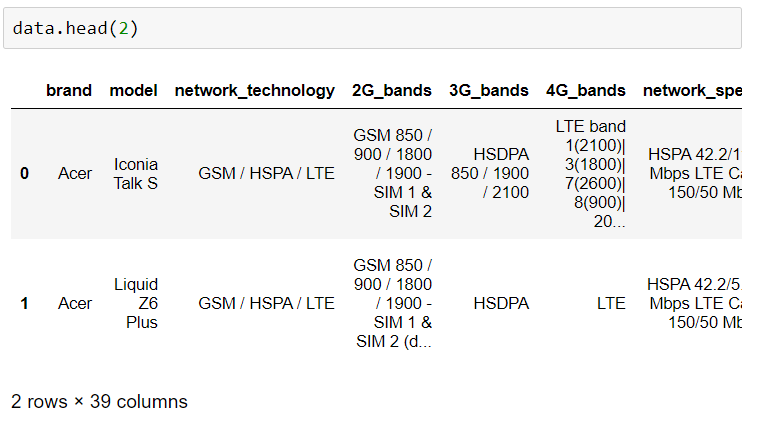 data.head(2)
brand model network_technology 2G_bands 3G_bands 4G_bands network_spe
0 Acer Iconia Talk S GSM / HSPA / LTE GSM 850 / 900 / 1800 / 1900 - SIM 1 & SIM 2 HSDPA 850 / 1900 / 2100 LTE band 1(2100)| 3(1800)| 7(2600)| 8(900)| 20... HSPA 42.2/1 Mbps LTE Ca 150/50 Mb
1 Acer Liquid Z6 Plus GSM / HSPA / LTE GSM 850 / 900 / 1800 / 1900 - SIM 1 & SIM 2 (d... HSDPA LTE HSPA 42.2/5. Mbps LTE Ca 150/50 Mb
2 rows × 39 columns